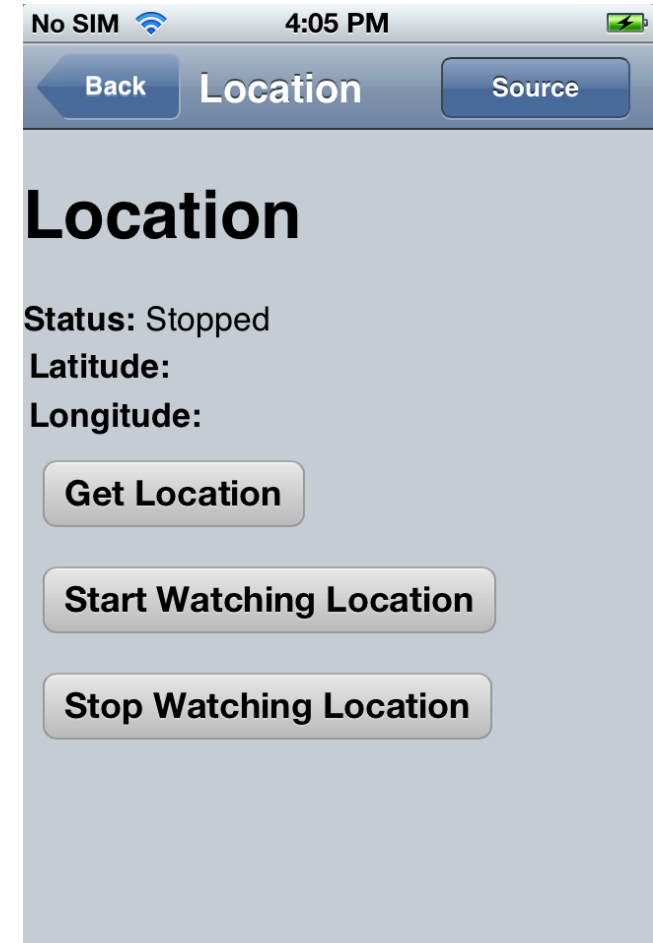 No SIM 4:05 PM
Back Location Source
Location
Status: Stopped
Latitude:
Longitude:
Get Location
Start Watching Location
Stop Watching Location